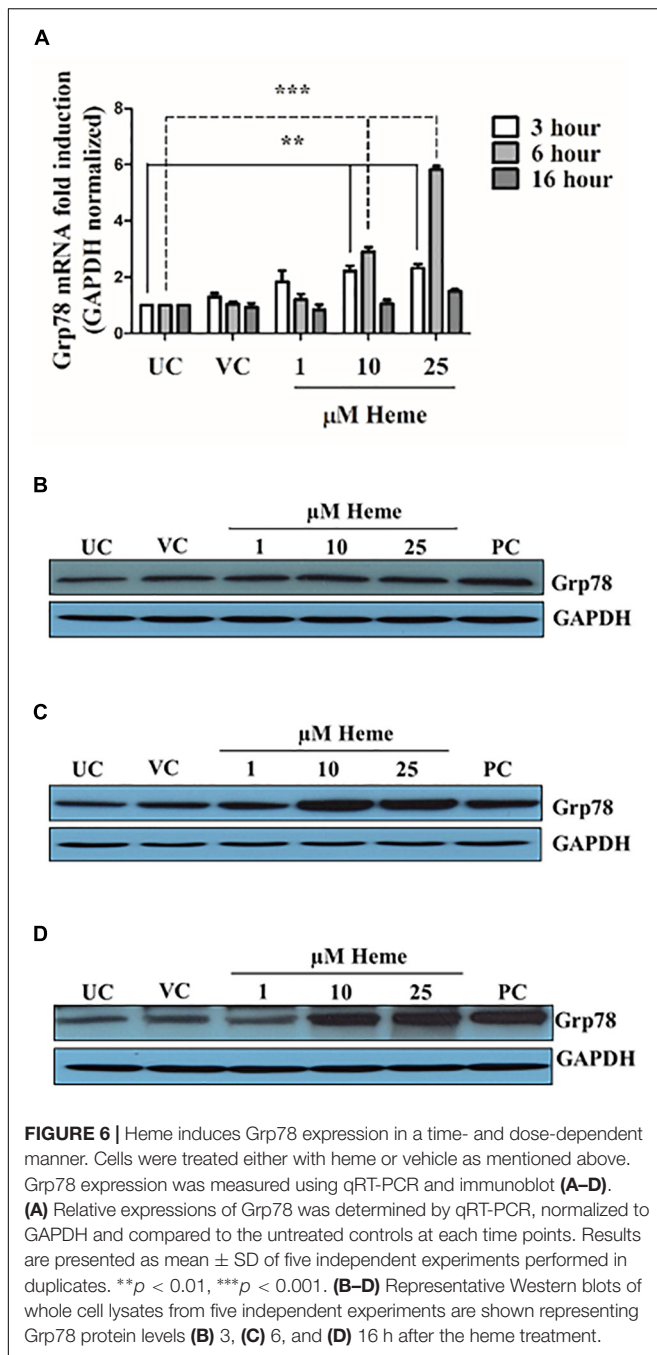 A
Grp78 mRNA fold induction
(GAPDH normalized)
8
6
4
2
0
***
**
3 hour
6 hour
16 hour
UC VC 1 10 25
μM Heme
B
μM Heme
UC VC 1 10 25 PC
Grp78
GAPDH
C
μM Heme
UC VC 1 10 25 PC
Grp78
GAPDH
D
μM Heme
UC VC 1 10 25 PC
Grp78
GAPDH
FIGURE 6 | Heme induces Grp78 expression in a time- and dose-dependent
manner. Cells were treated either with heme or vehicle as mentioned above.
Grp78 expression was measured using qRT-PCR and immunoblot (A–D).
(A) Relative expressions of Grp78 was determined by qRT-PCR, normalized to
GAPDH and compared to the untreated controls at each time points. Results
are presented as mean ± SD of five independent experiments performed in
duplicates. **p < 0.01, ***p < 0.001. (B–D) Representative Western blots of
whole cell lysates from five independent experiments are shown representing
Grp78 protein levels (B) 3, (C) 6, and (D) 16 h after the heme treatment.